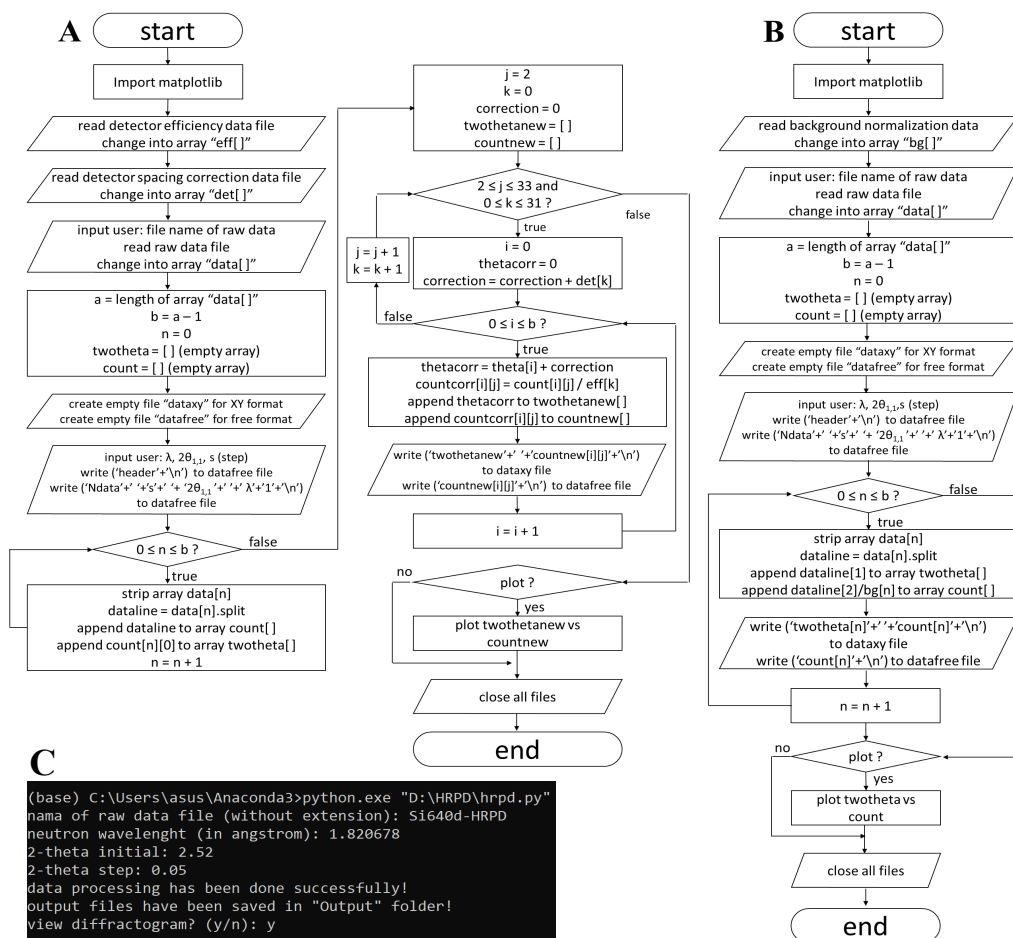 A
start
Import matplotlib
read detector efficiency data file
change into array “eff[ ]”
read detector spacing correction data file
change into array “det[ ]”
input user: file name of raw data
read raw data file
change into array “data[ ]”
a = length of array “data[ ]”
b = a – 1
n = 0
twotheta = [ ] (empty array)
count = [ ] (empty array)
create empty file “dataxy” for XY format
create empty file “datafree” for free format
input user: λ, 2θ1,1, s (step)
write (‘header’+’\n’) to datafree file
write (‘Ndata’+’ ‘+’s’+’ ‘+ ‘2θ1,1 ’+’ ’+’ λ’+’1’+’\n’)
to datafree file
0 ≤ n ≤ b ?
false
true
strip array data[n]
dataline = data[n].split
append dataline to array count[ ]
append count[n][0] to array twotheta[ ]
n = n + 1
j = 2
k = 0
correction = 0
twothetanew = [ ]
countnew = [ ]
2 ≤ j ≤ 33 and
0 ≤ k ≤ 31 ?
false
true
j = j + 1
k = k + 1
i = 0
thetacorr = 0
correction = correction + det[k]
false
0 ≤ i ≤ b ?
true
thetacorr = theta[i] + correction
countcorr[i][j] = count[i][j] / eff[k]
append thetacorr to twothetanew[ ]
append countcorr[i][j] to countnew[ ]
write (‘twothetanew’+’ ’+’countnew[i][j]’+’\n’)
to dataxy file
write (‘countnew[i][j]’+’\n’) to datafree file
i = i + 1
no
plot ?
yes
plot twothetanew vs
countnew
close all files
end
B
start
Import matplotlib
read background normalization data
change into array “bg[ ]”
input user: file name of raw data
read raw data file
change into array “data[ ]”
a = length of array “data[ ]”
b = a – 1
n = 0
twotheta = [ ] (empty array)
count = [ ] (empty array)
create empty file “dataxy” for XY format
create empty file “datafree” for free format
input user: λ, 2θ1,1,s (step)
write (‘header’+’\n’) to datafree file
write (‘Ndata’+’ ‘+’s’+’ ‘+ ‘2θ1,1 ’+’ ’+’ λ’+’1’+’\n’)
to datafree file
0 ≤ n ≤ b ?
false
true
strip array data[n]
dataline = data[n].split
append dataline[1] to array twotheta[ ]
append dataline[2]/bg[n] to array count[ ]
write (‘twotheta[n]’+’ ’+’count[n]’+’\n’)
to dataxy file
write (‘count[n]’+’\n’) to datafree file
n = n + 1
no
plot ?
yes
plot twotheta vs
count
close all files
end
C
(base) C:\Users\asus\Anaconda3>python.exe "D:\HRPD\hrpd.py"
nama of raw data file (without extension): Si640d-HRPD
neutron wavelenght (in angstrom): 1.820678
2-theta initial: 2.52
2-theta step: 0.05
data processing has been done successfully!
output files have been saved in "Output" folder!
view diffractogram? (y/n): y